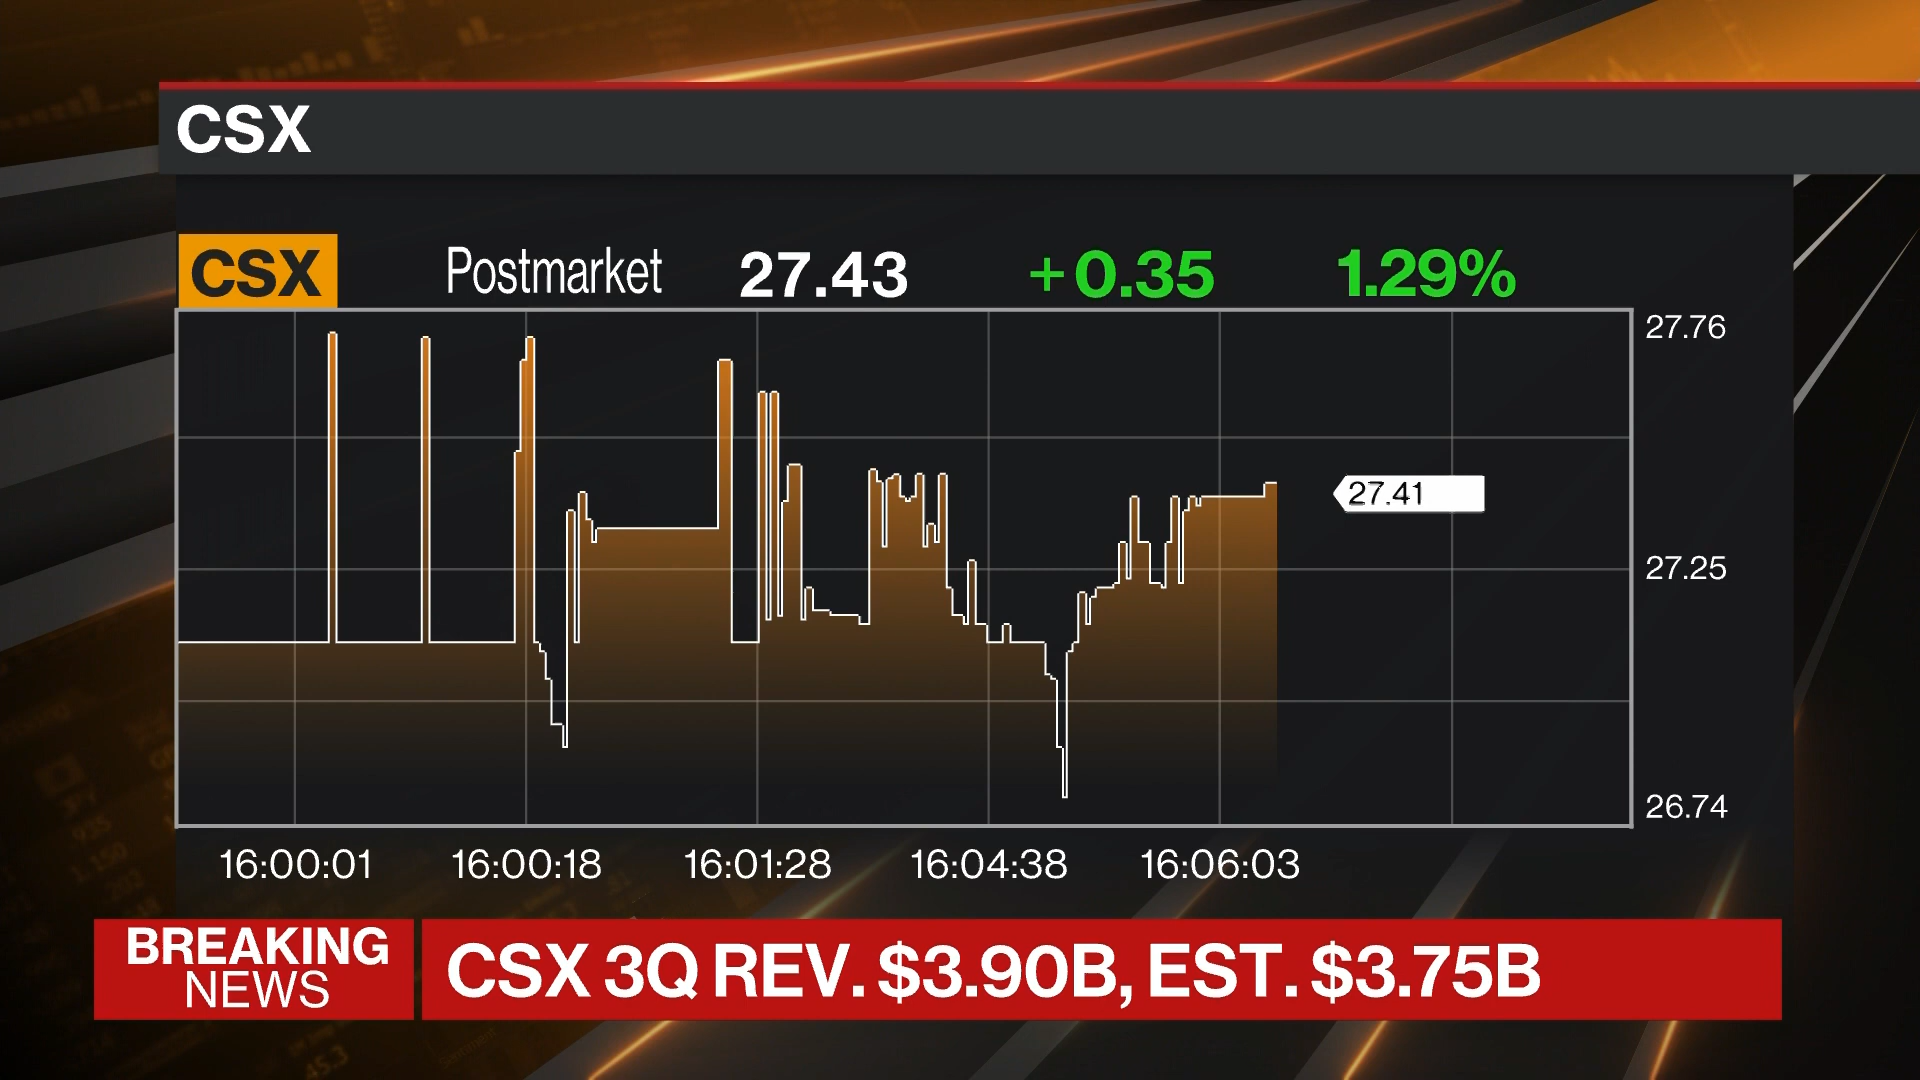 CSX
CSX Postmarket 27.43 +0.35 1.29%
27.76
27.41
27.25
26.74
16:00:01 16:00:18 16:01:28 16:04:38 16:06:03
BREAKING
NEWS
CSX 3Q REV. $3.90B, EST. $3.75B